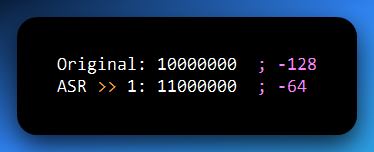 Original: 10000000  ; -128
ASR >> 1: 11000000  ; -64